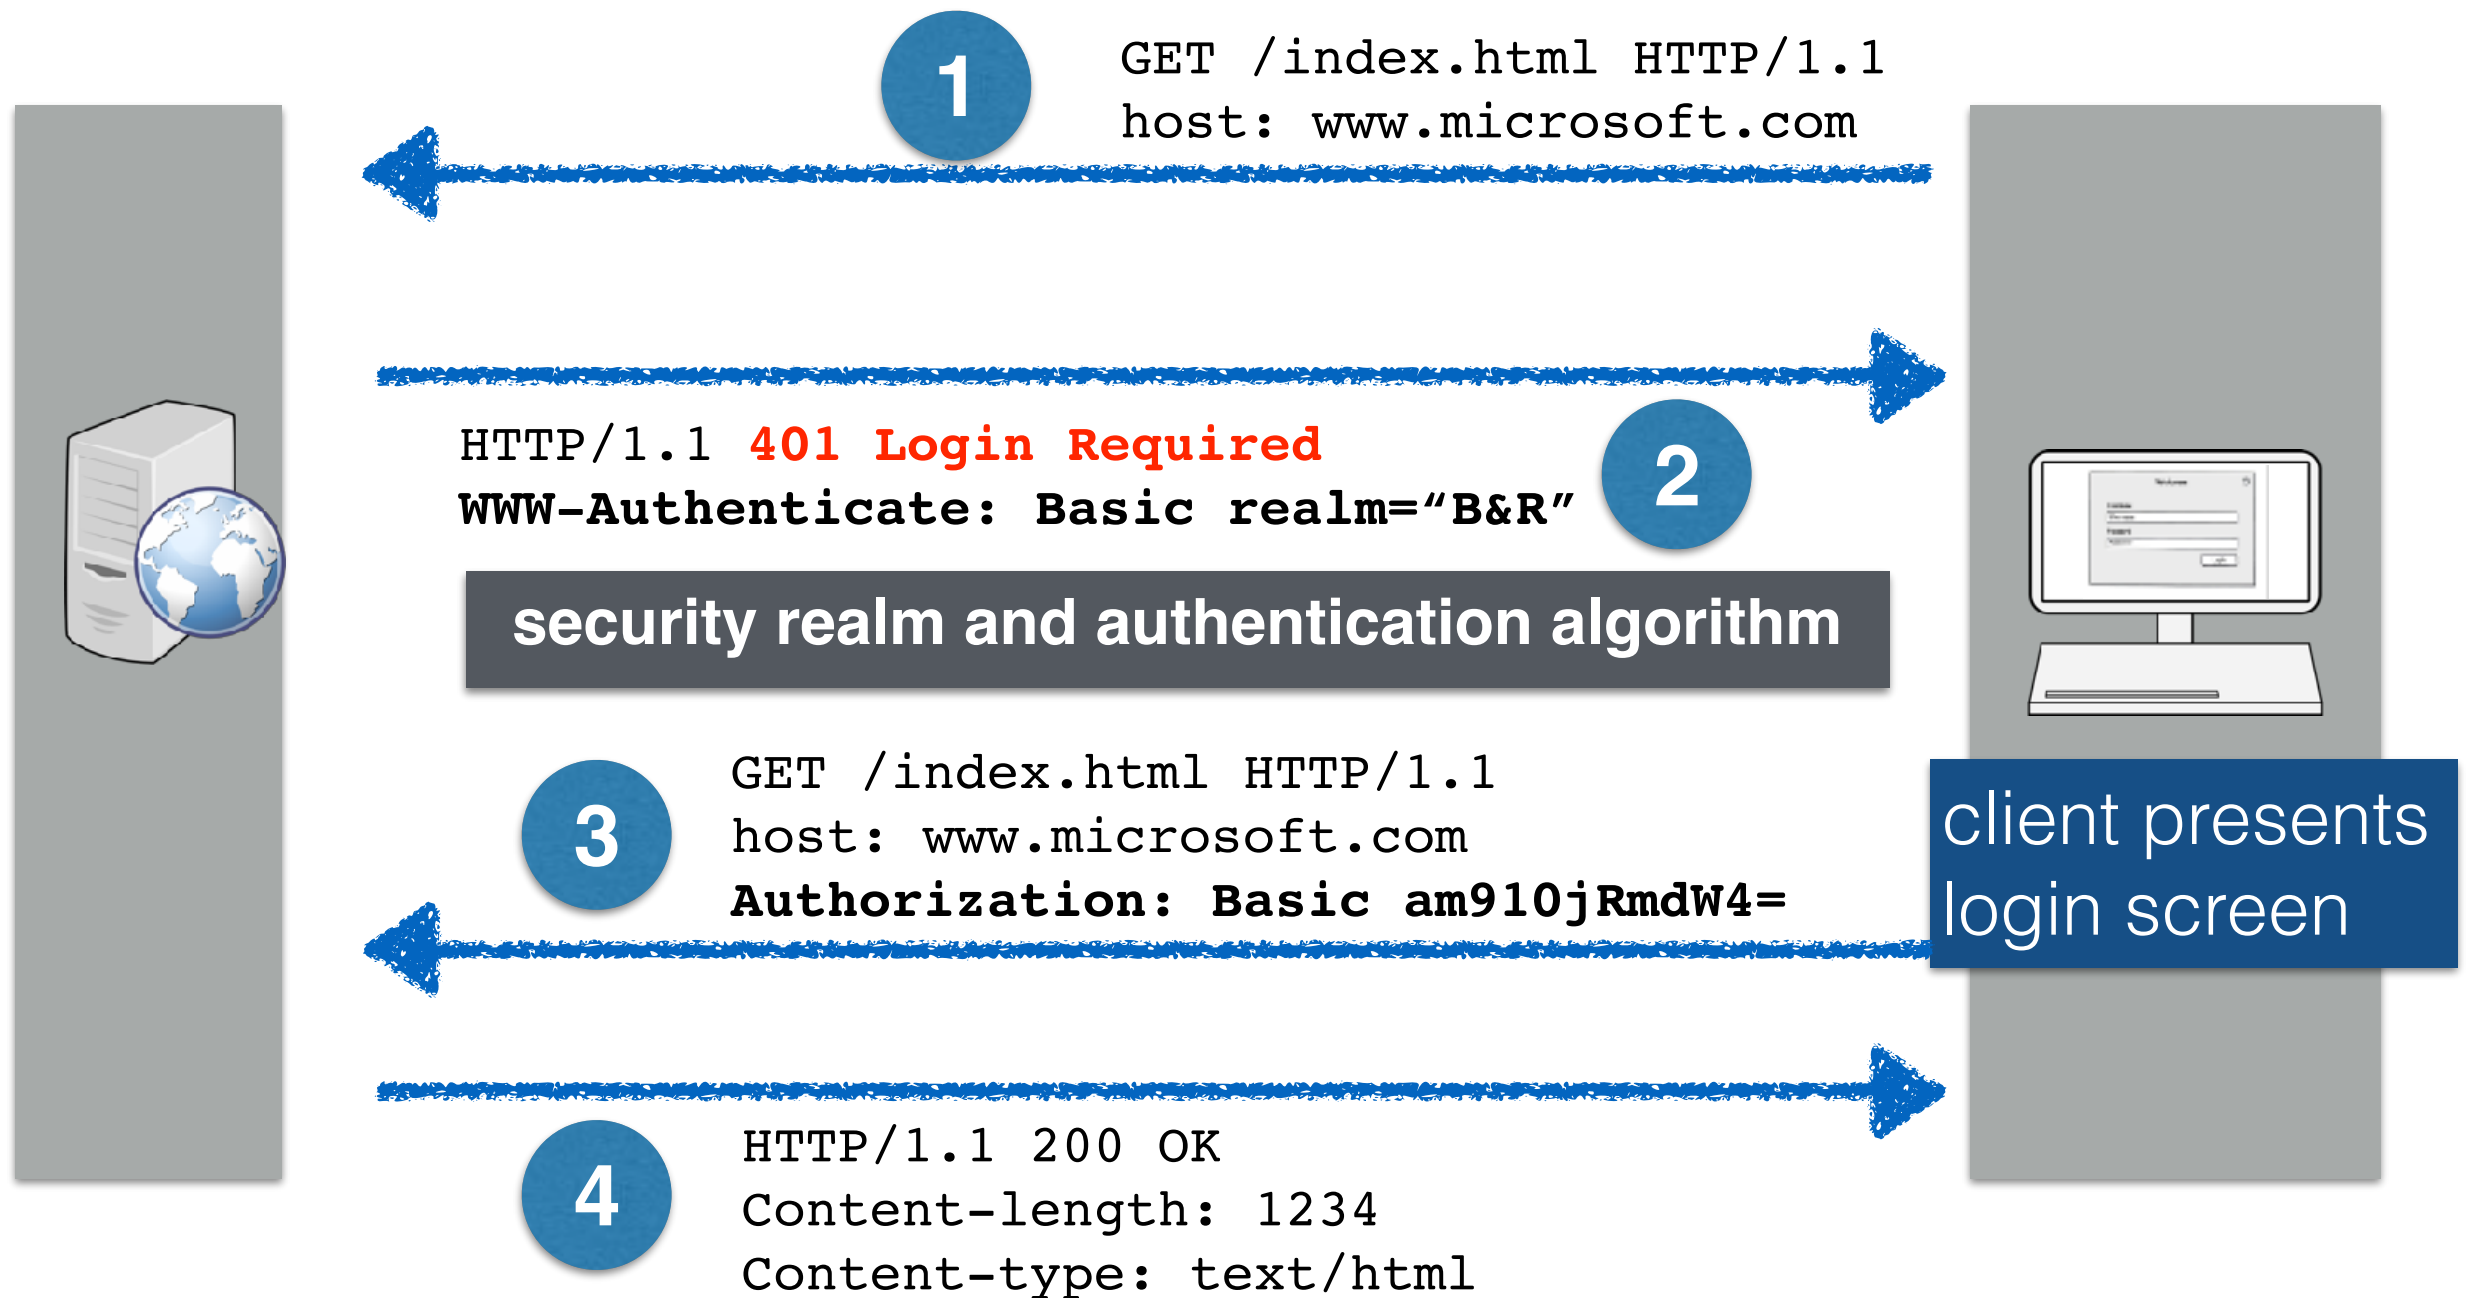 1
GET /index.html HTTP/1.1
host: www.microsoft.com
HTTP/1.1 401 Login Required
WWW-Authenticate: Basic realm=“B&R”
2
security realm and authentication algorithm
3
GET /index.html HTTP/1.1
host: www.microsoft.com
Authorization: Basic am910jRmdW4=
client presents
login screen
4
HTTP/1.1 200 OK
Content-length: 1234
Content-type: text/html